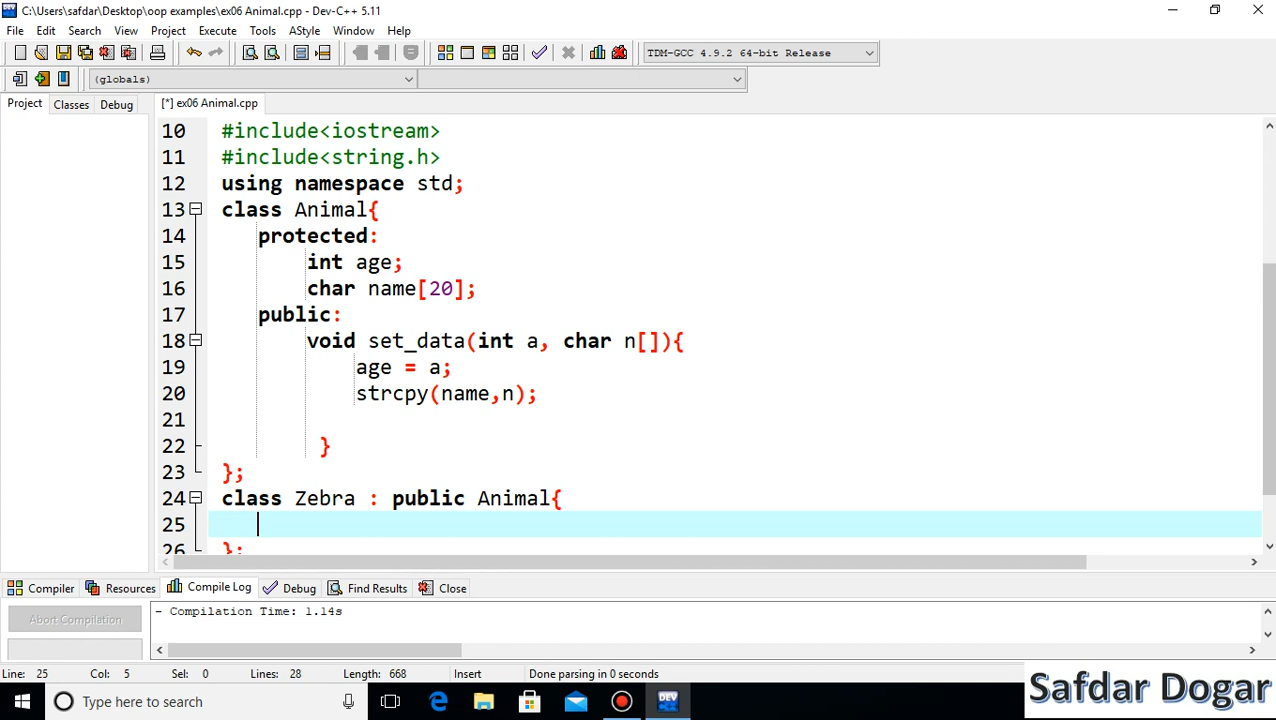 C:\Users\safdar\Desktop\oop examples\ex06 Animal.cpp - Dev-C++ 5.11
File Edit Search View Project Execute Tools AStyle Window Help
TDM-GCC 4.9.2 64-bit Release
(globals)
Project Classes Debug [*] ex06 Animal.cpp
10 #include<iostream>
11 #include<string.h>
12 using namespace std;
13 class Animal{
14 protected:
15 int age;
16 char name[20];
17 public:
18 void set_data(int a, char n[]){
19 age = a;
20 strcpy(name,n);
21
22 }
23 };
24 class Zebra : public Animal{
25
26 };
Compiler Resources Compile Log Debug Find Results Close
Abort Compilation
- Compilation Time: 1.14s
Line: 25 Col: 5 Sel: 0 Lines: 28 Length: 668 Insert Done parsing in 0 seconds
Type here to search
DEV
Safdar Dogar